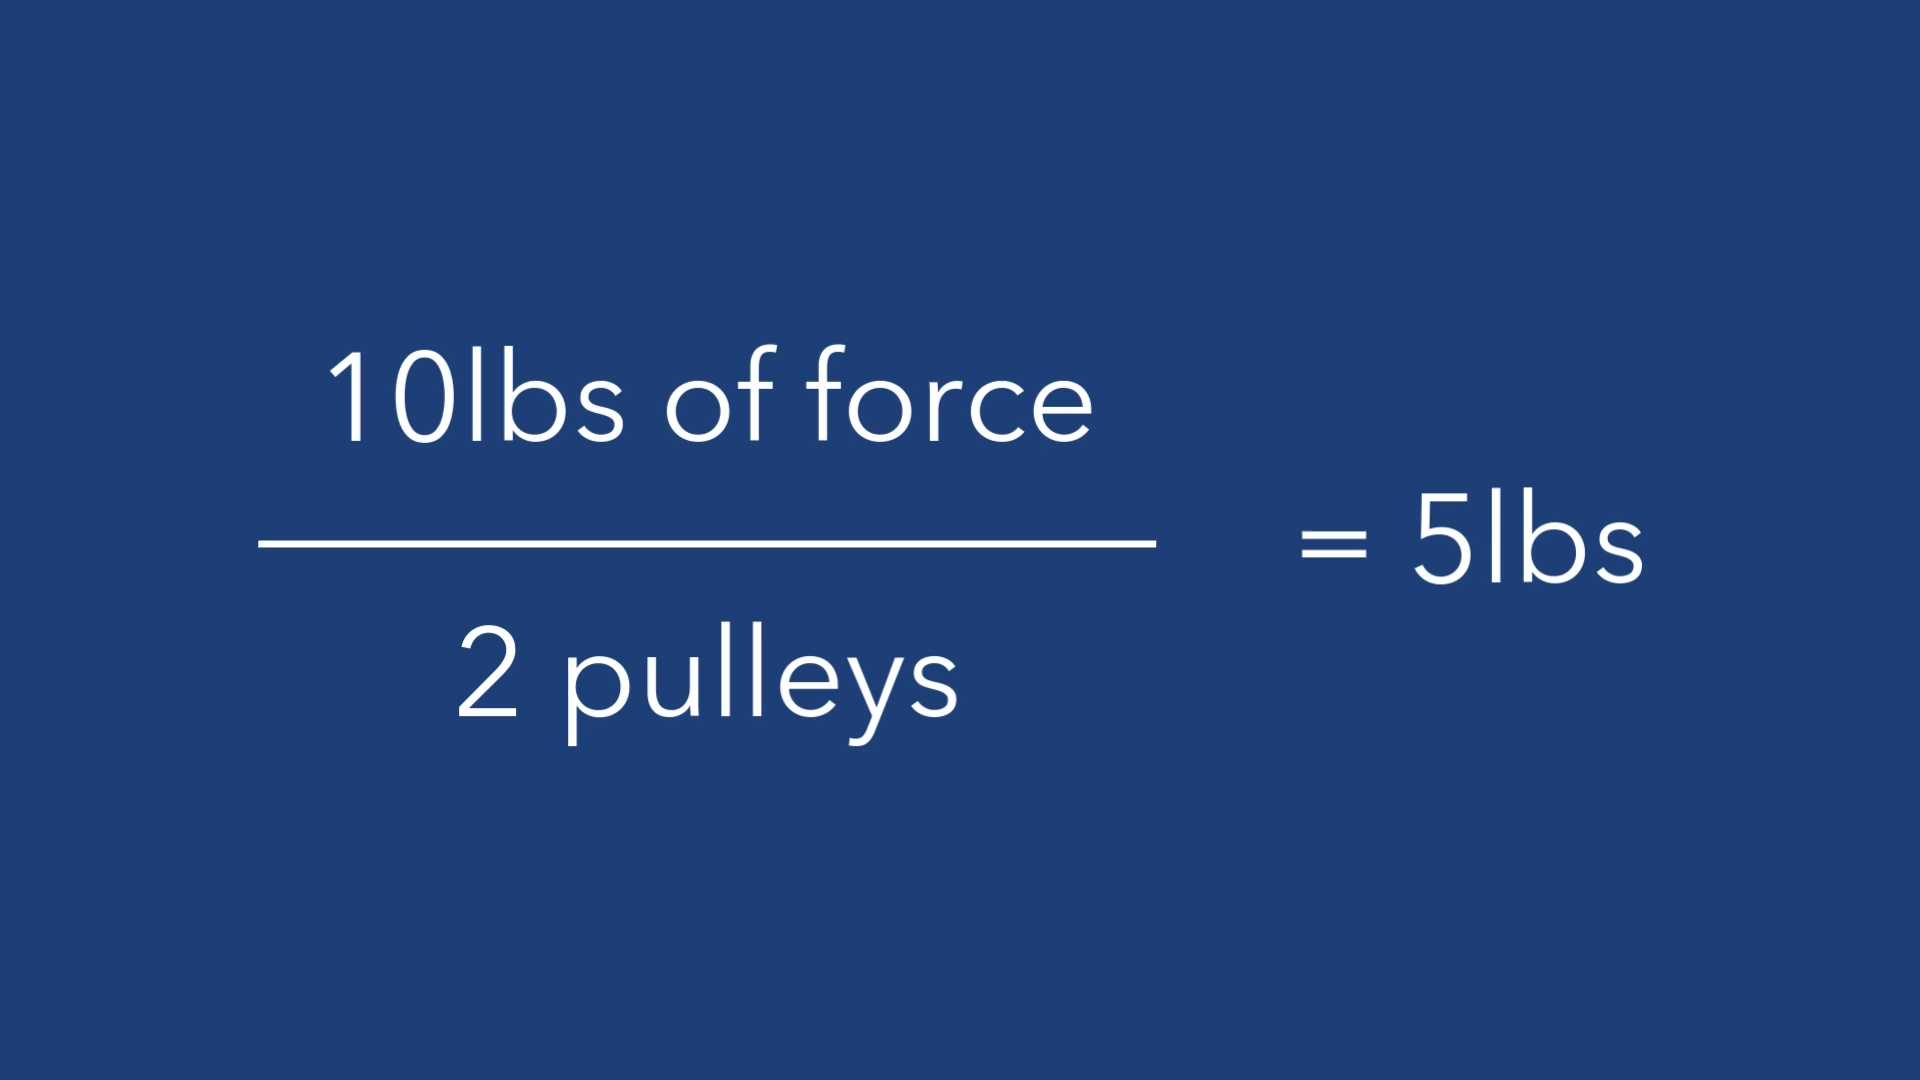 10lbs of force
= 5lbs
2 pulleys